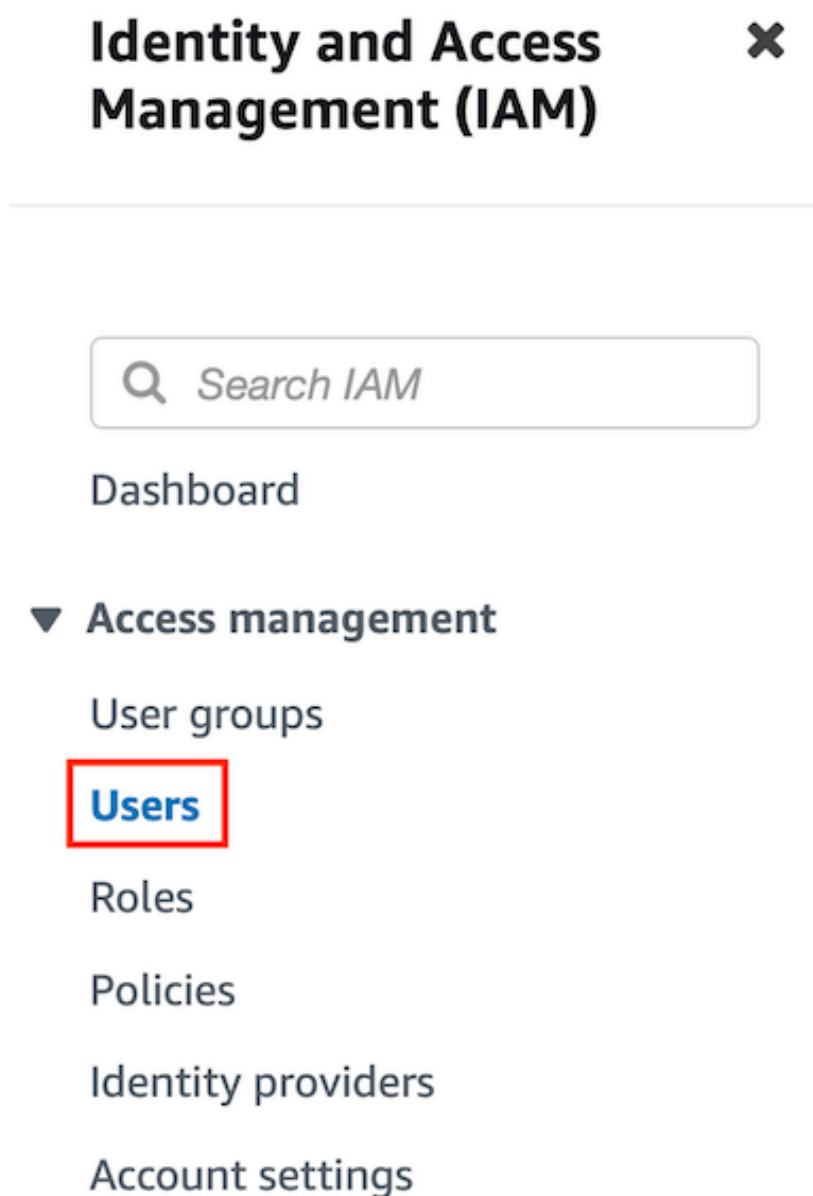 Identity and Access
Management (IAM)
Search IAM
Dashboard
Access management
User groups
Users
Roles
Policies
Identity providers
Account settings